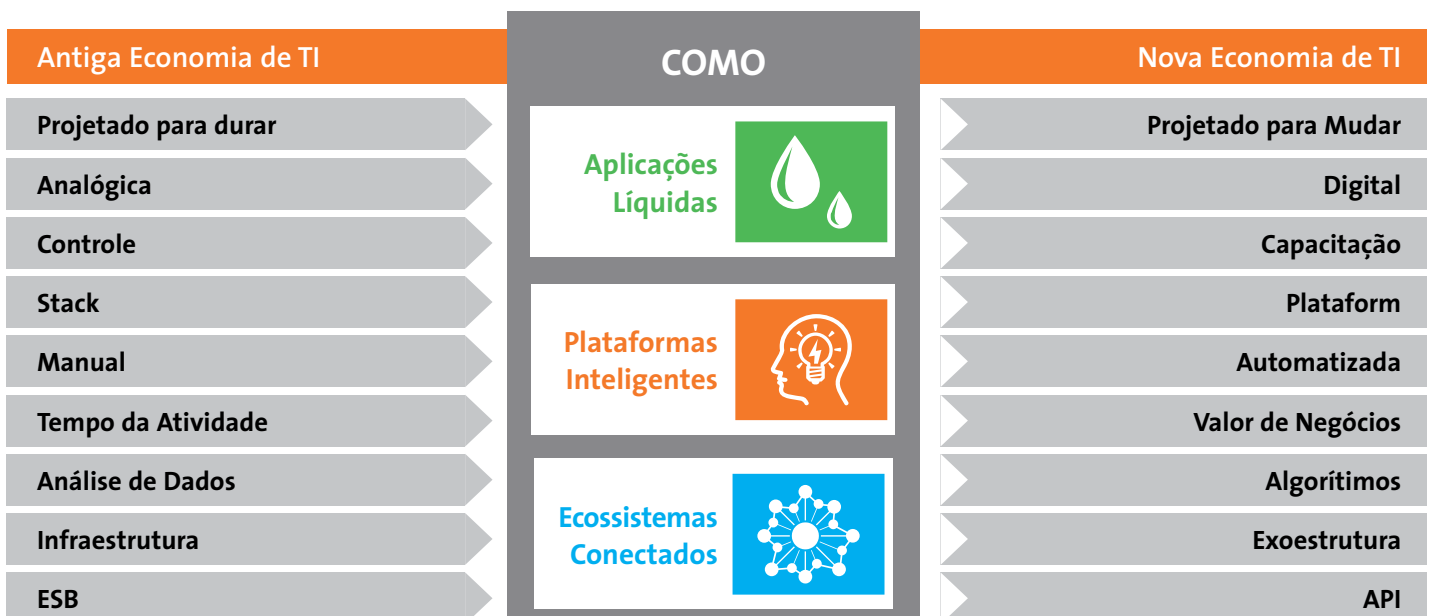 Antiga Economia de TI
COMO
Nova Economia de TI
Projetado para durar
Analógica
Controle
Stack
Manual
Tempo da Atividade
Análise de Dados
Infraestrutura
ESB
Aplicações
Líquidas
Plataformas
Inteligentes
Ecossistemas
Conectados
Projetado para Mudar
Digital
Capacitação
Plataform
Automatizada
Valor de Negócios
Algorítimos
Exoestrutura
API